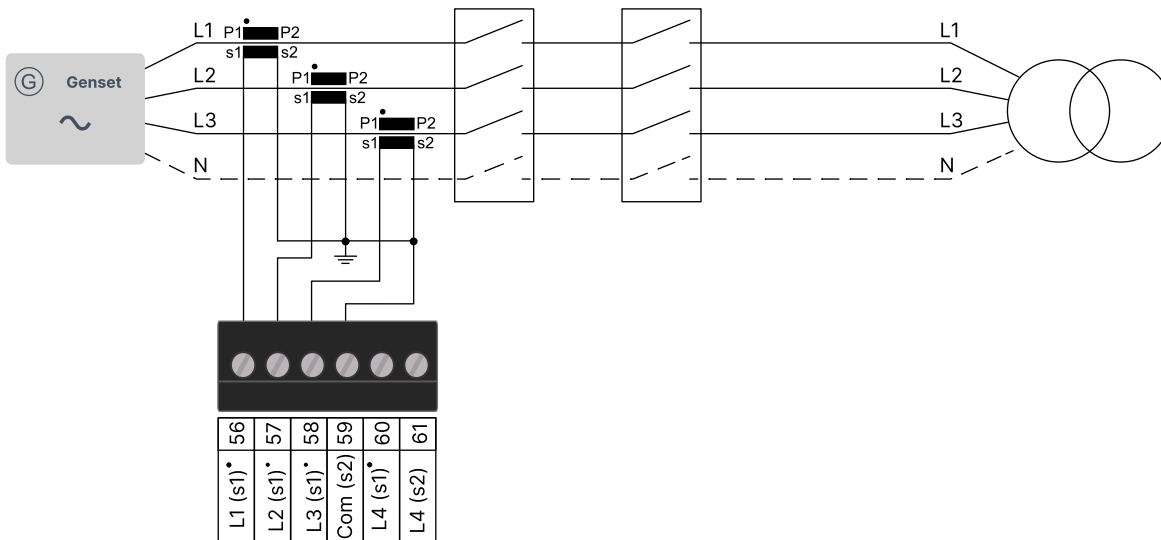 L1 P1 P2 L1
s1 s2
G Genset
L2 P1 P2 L2
s1 s2
L3 P1 P2 L3
s1 s2
N N
56 57 58 59 60 61
L1 (s1)•
L2 (s1)•
L3 (s1)•
Com (s2)
L4 (s1)•
L4 (s2)